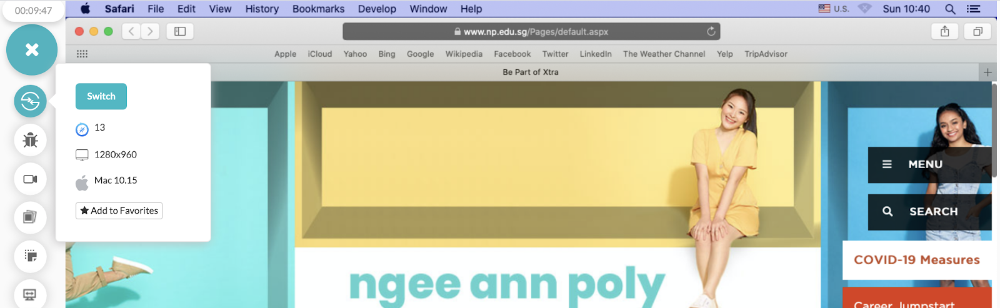 00:09:47
Safari File Edit View History Bookmarks Develop Window Help
U.S. Sun 10:40
www.np.edu.sg/Pages/default.aspx
Apple iCloud Yahoo Bing Google Wikipedia Facebook Twitter LinkedIn The Weather Channel Yelp TripAdvisor
Be Part of Xtra
Switch
13
1280x960
Mac 10.15
Add to Favorites
MENU
SEARCH
COVID-19 Measures
Career Jumpstart
ngee ann poly